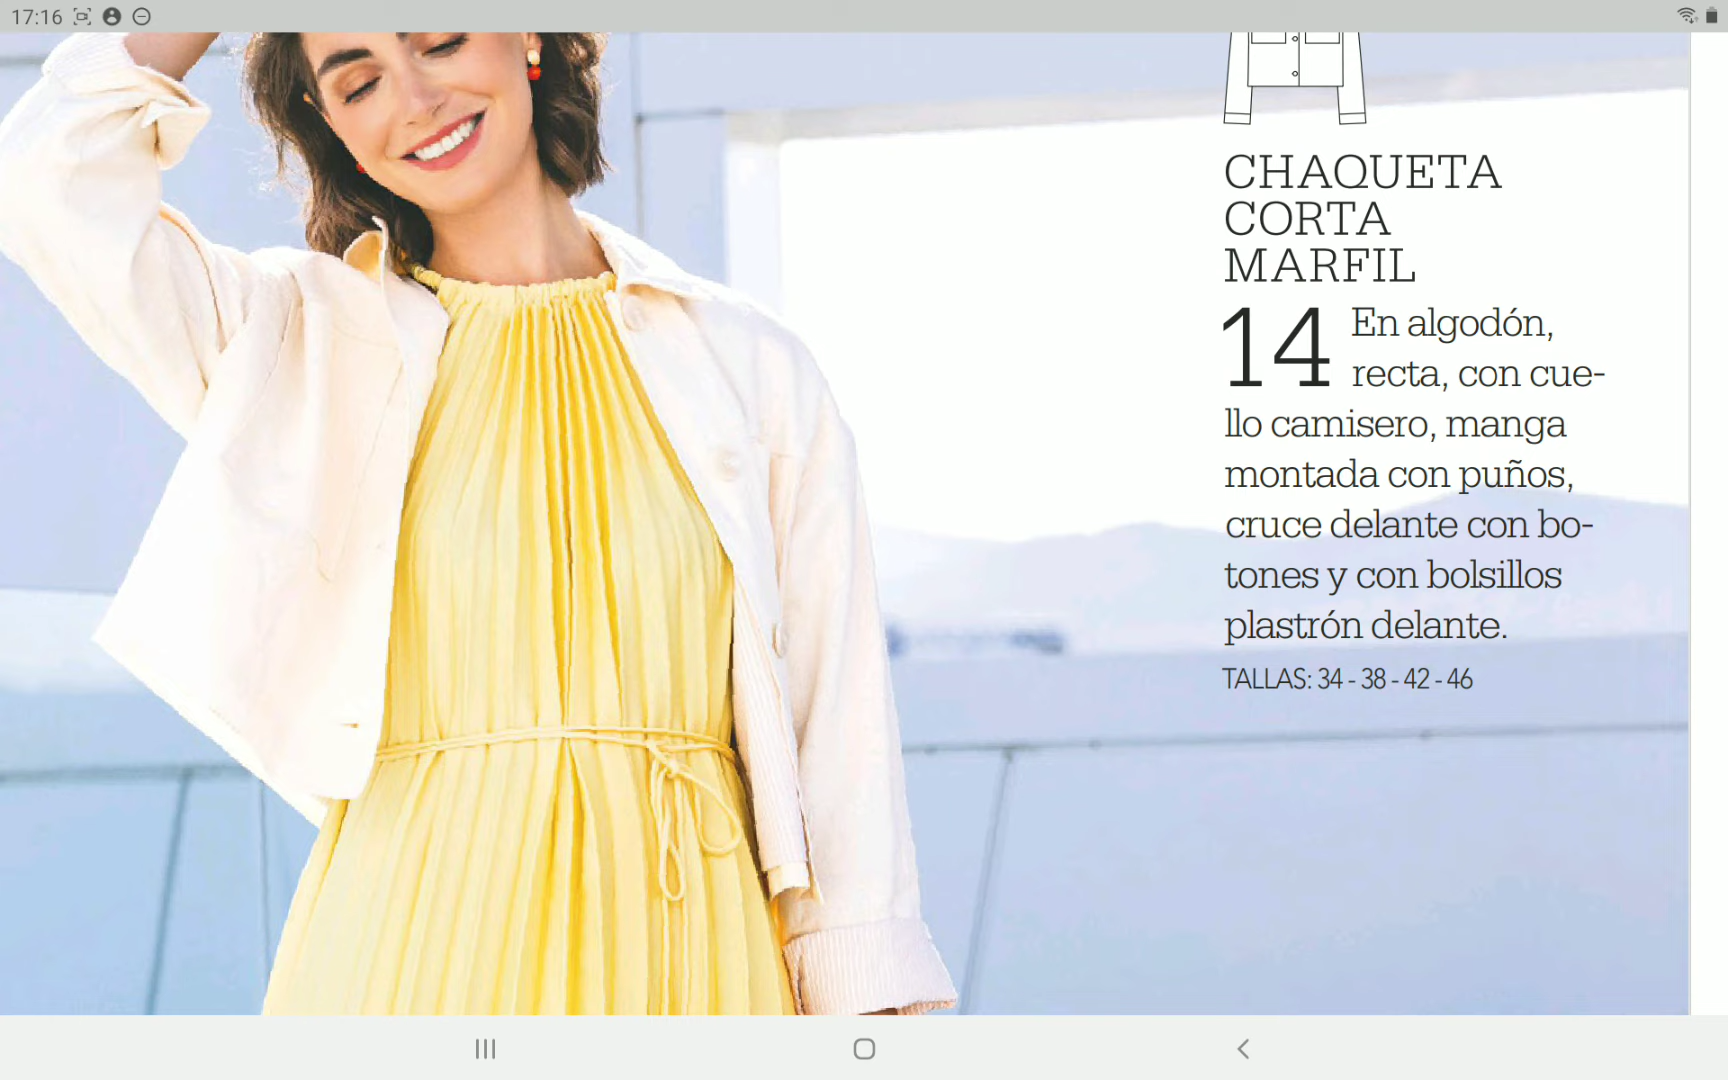 17:16
CHAQUETA
CORTA
MARFIL
14 En algodón,
recta, con cue-
llo camisero, manga
montada con puños,
cruce delante con bo-
tones y con bolsillos
plastrón delante.
TALLAS: 34 - 38 - 42 - 46